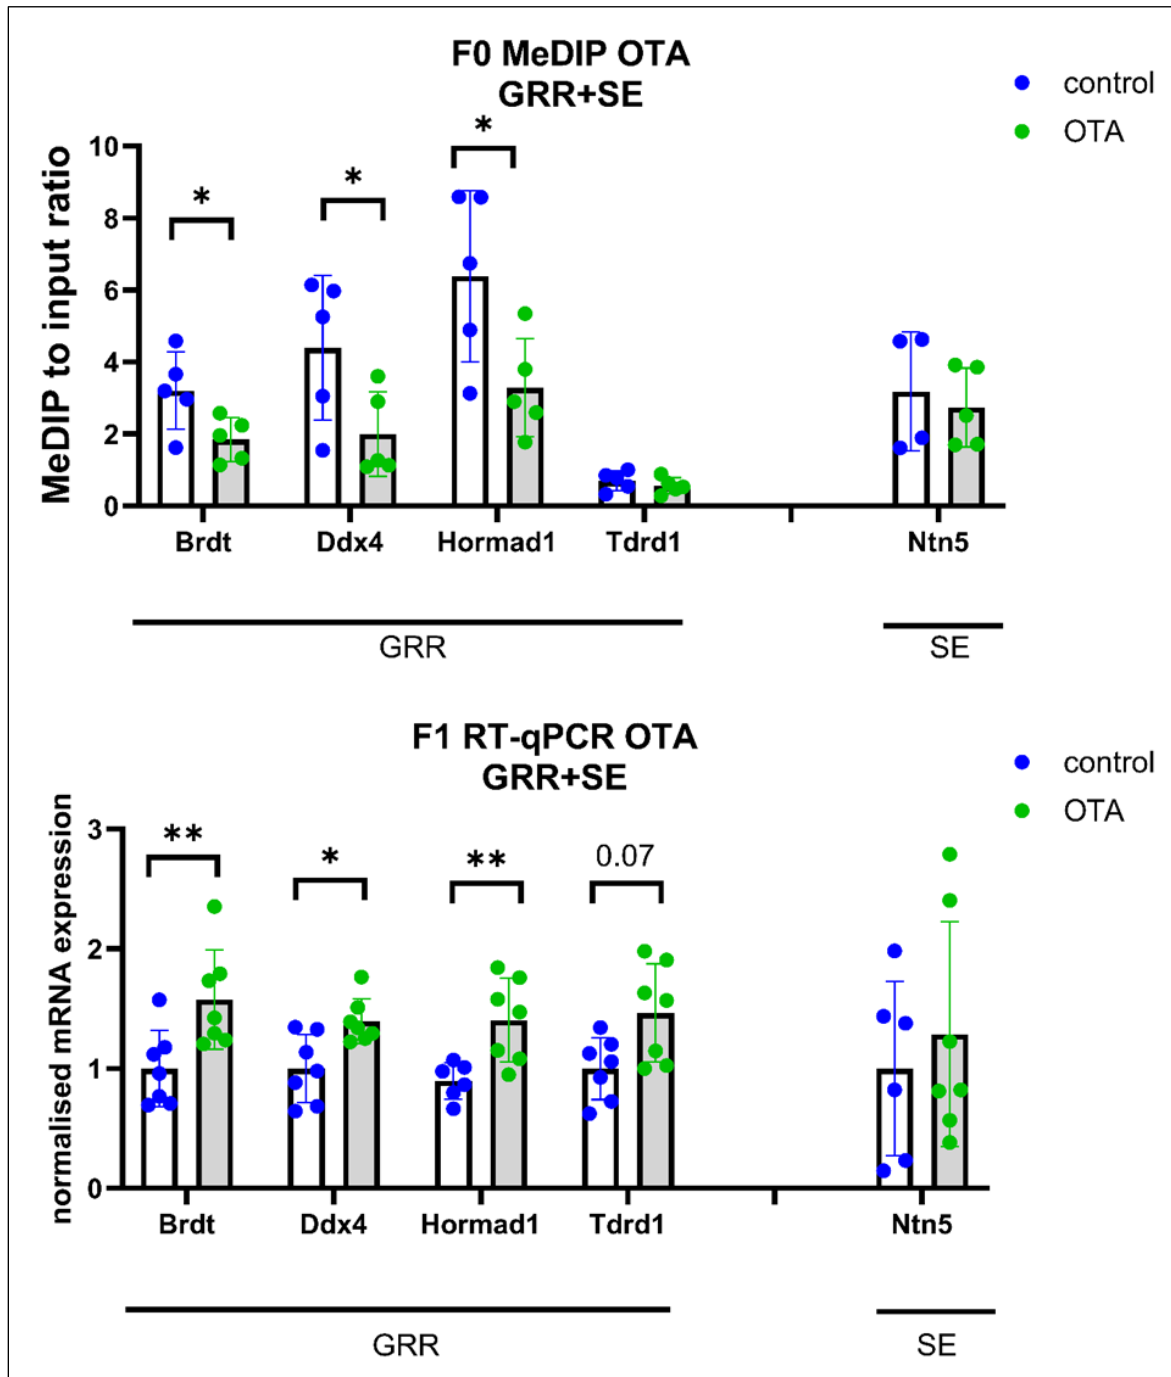 F0 MeDIP OTA
GRR+SE
control
OTA
MeDIP to input ratio
10
8
6
4
2
0
*
*
*
Brdt Ddx4 Hormad1 Tdrd1 Ntn5
GRR SE
F1 RT-qPCR OTA
GRR+SE
control
OTA
normalised mRNA expression
3
2
1
0
**
*
**
0.07
Brdt Ddx4 Hormad1 Tdrd1 Ntn5
GRR SE